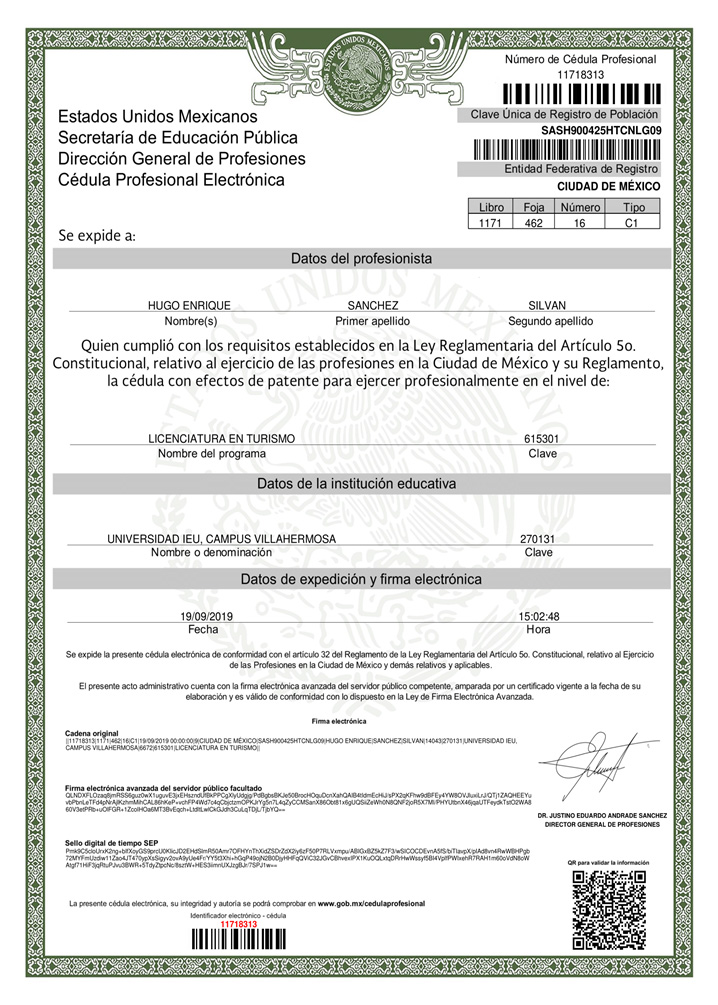 ESTADOS UNIDOS MEXICANOS
Número de Cédula Profesional
11718313
Clave Única de Registro de Población
SASH900425HTCNLG09
Entidad Federativa de Registro
CIUDAD DE MÉXICO
Libro Foja Número Tipo
1171 462 16 C1
Estados Unidos Mexicanos
Secretaría de Educación Pública
Dirección General de Profesiones
Cédula Profesional Electrónica
Se expide a:
Datos del profesionista
HUGO ENRIQUE SANCHEZ SILVAN
Nombre(s) Primer apellido Segundo apellido
Quien cumplió con los requisitos establecidos en la Ley Reglamentaria del Artículo 5o.
Constitucional, relativo al ejercicio de las profesiones en la Ciudad de México y su Reglamento,
la cédula con efectos de patente para ejercer profesionalmente en el nivel de:
LICENCIATURA EN TURISMO 615301
Nombre del programa Clave
Datos de la institución educativa
UNIVERSIDAD IEU, CAMPUS VILLAHERMOSA 270131
Nombre o denominación Clave
Datos de expedición y firma electrónica
19/09/2019 15:02:48
Fecha Hora
Se expide la presente cédula electrónica de conformidad con el artículo 32 del Reglamento de la Ley Reglamentaria del Artículo 5o. Constitucional, relativo al Ejercicio
de las Profesiones en la Ciudad de México y demás relativos y aplicables.
El presente acto administrativo cuenta con la firma electrónica avanzada del servidor público competente, amparada por un certificado vigente a la fecha de su
elaboración y es válido de conformidad con lo dispuesto en la Ley de Firma Electrónica Avanzada.
Firma electrónica
Cadena original
||11718313|1171|462|16|C1|19/09/2019 00:00:00|9|CIUDAD DE MÉXICO|SASH900425HTCNLG09|HUGO ENRIQUE|SANCHEZ|SILVAN|14043|270131|UNIVERSIDAD IEU,
CAMPUS VILLAHERMOSA|6672|615301|LICENCIATURA EN TURISMO||
Firma electrónica avanzada del servidor público facultado
DR. JUSTINO EDUARDO ANDRADE SANCHEZ
DIRECTOR GENERAL DE PROFESIONES
Sello digital de tiempo SEP
QR para validar la información
La presente cédula electrónica, su integridad y autoría se podrá comprobar en www.gob.mx/cedulaprofesional
Identificador electrónico - cédula
11718313